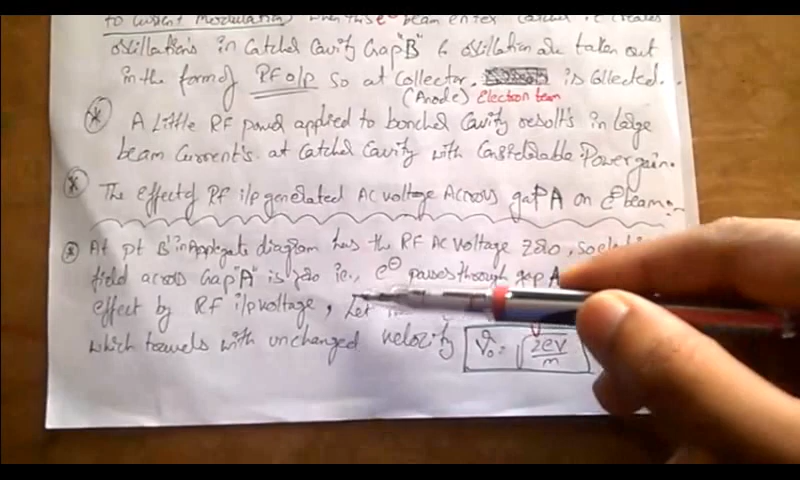 to Current Modulation) when this e⁻ beam enter catcher it creates
oscillation's in Catcher Cavity Gap "B" & oscillation are taken out
in the form of RF o/p so at Collector. is Collected.
(Anode) Electron beam
* A little RF power applied to buncher Cavity result's in large
beam Current's at Catcher Cavity with Considerable Power gain.
* The effect of RF i/p generated AC voltage Across gap A on e⁻ beam:-
* At pt B' in Applegate diagram has the RF AC voltage zero, so
field across Gap "A" is zero i.e., e⁻ passes through gap A
effect by RF i/p voltage, Let
which travels with unchanged velocity V₀ = √2eV/m